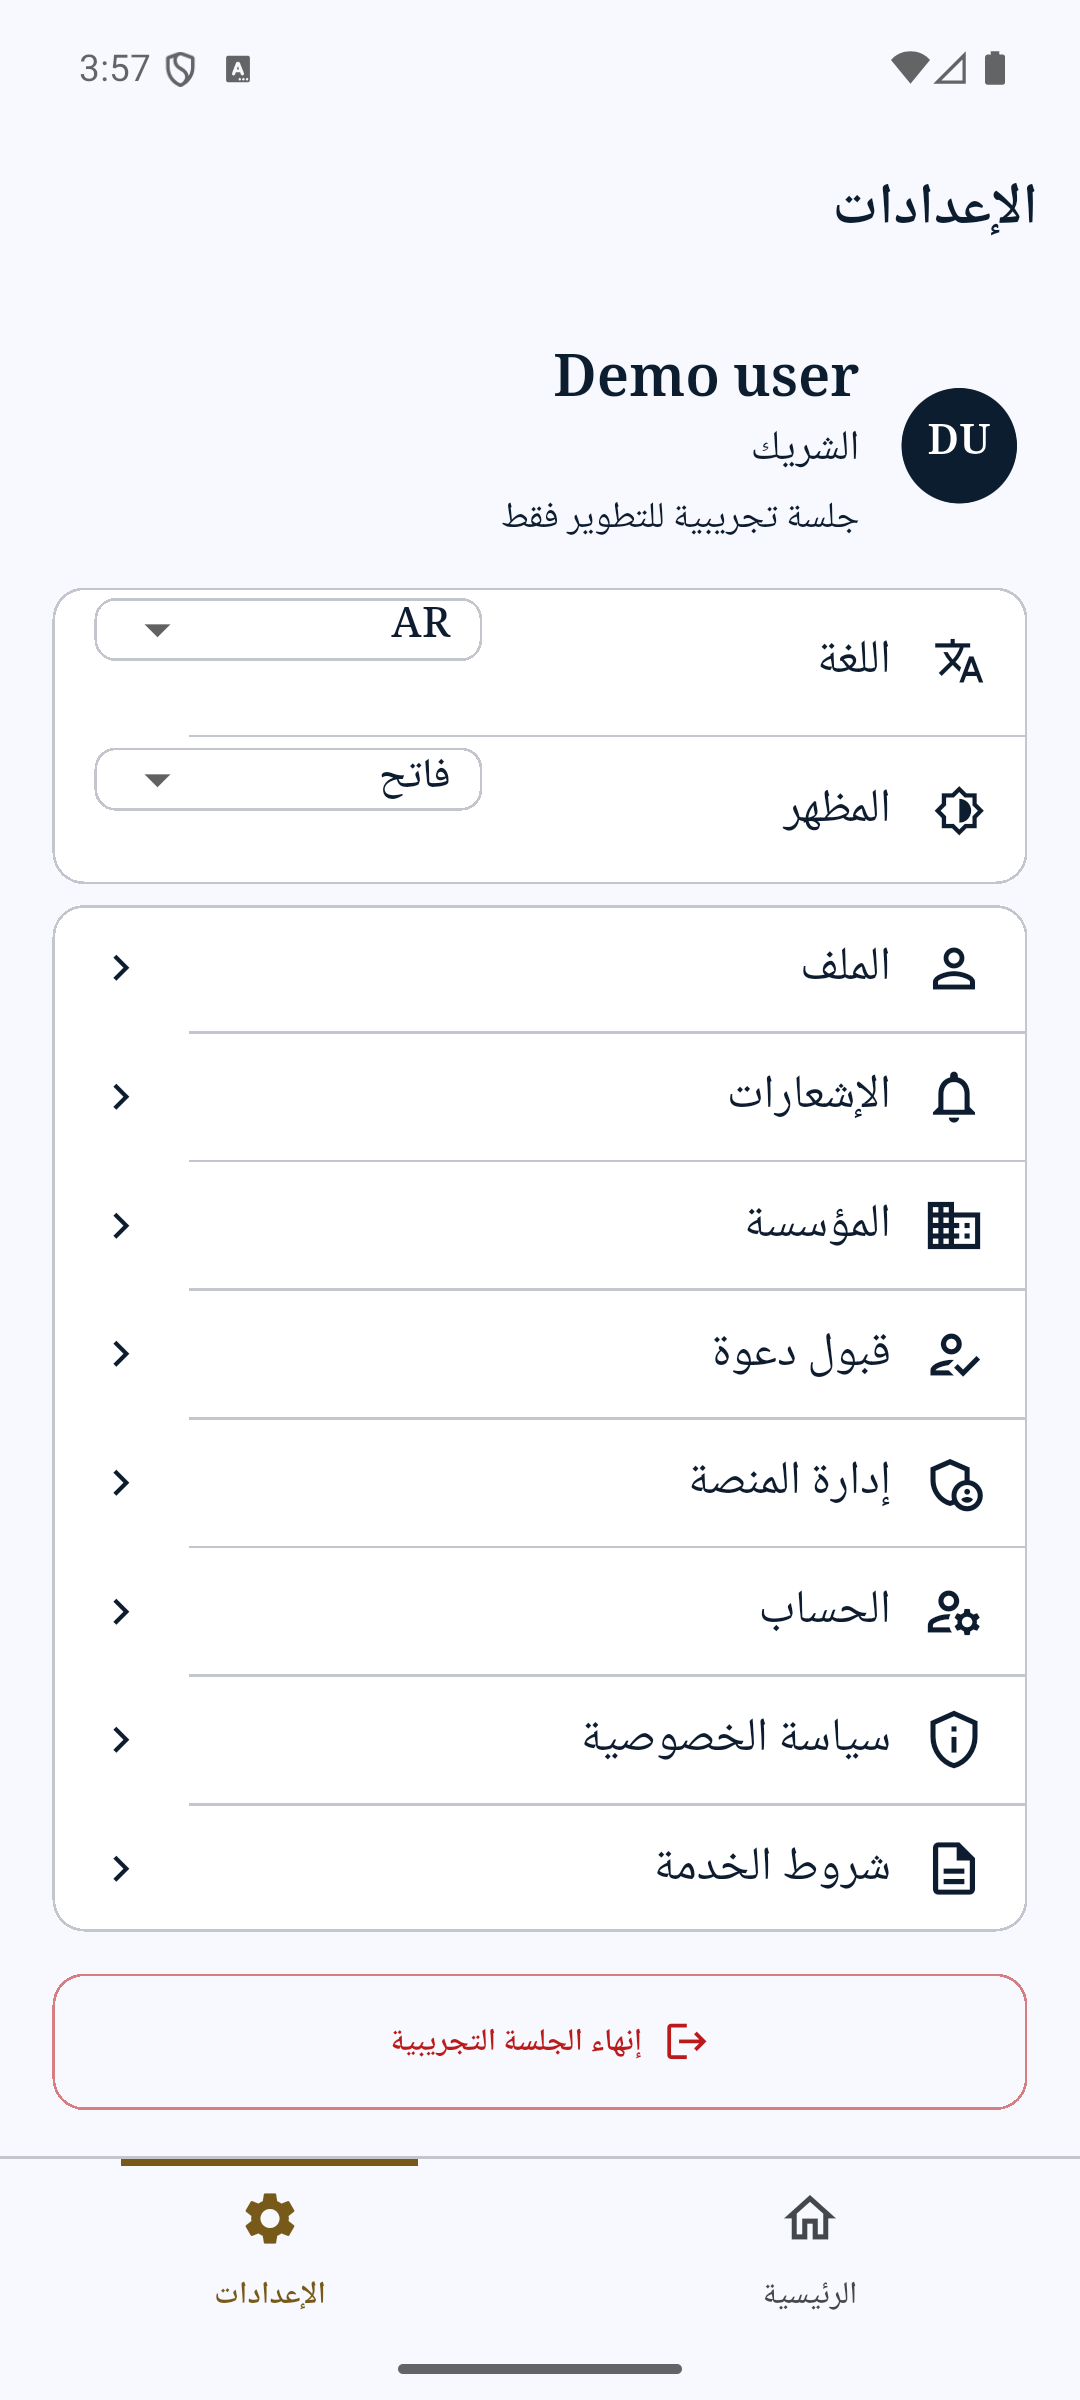 3:57
الإعدادات
Demo user
DU
الشريك
جلسة تجريبية للتطوير فقط
اللغة
AR
المظهر
فاتح
الملف
الإشعارات
المؤسسة
قبول دعوة
إدارة المنصة
الحساب
سياسة الخصوصية
شروط الخدمة
إنهاء الجلسة التجريبية
الرئيسية
الإعدادات